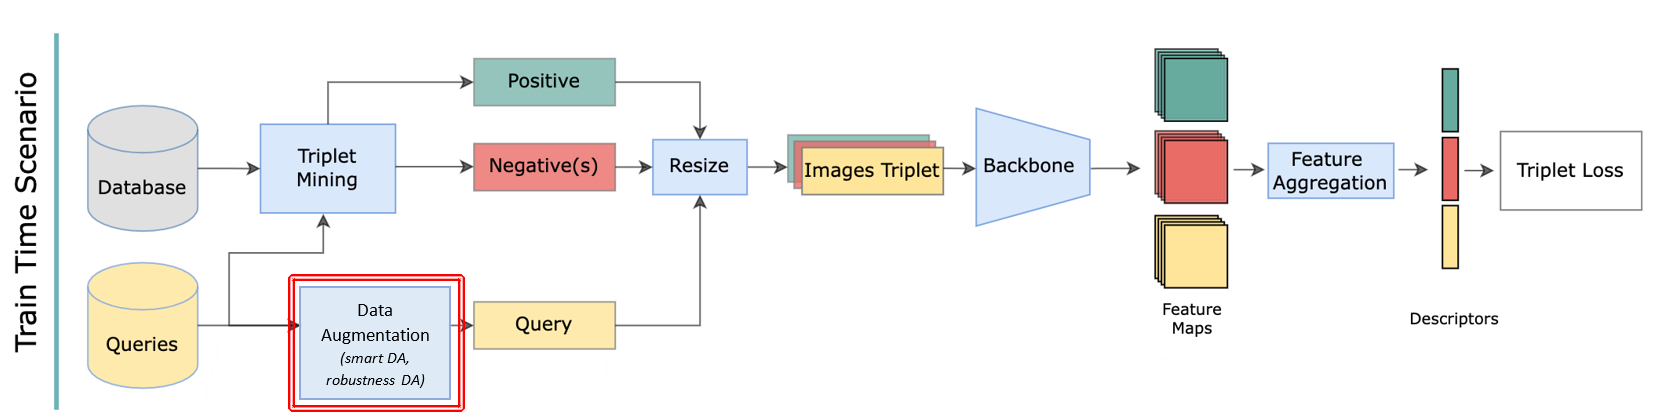 Train Time Scenario
Database
Queries
Triplet
Mining
Data
Augmentation
(smart DA,
robustness DA)
Positive
Negative(s)
Query
Resize
Images Triplet
Backbone
Feature
Maps
Feature
Aggregation
Descriptors
Triplet Loss